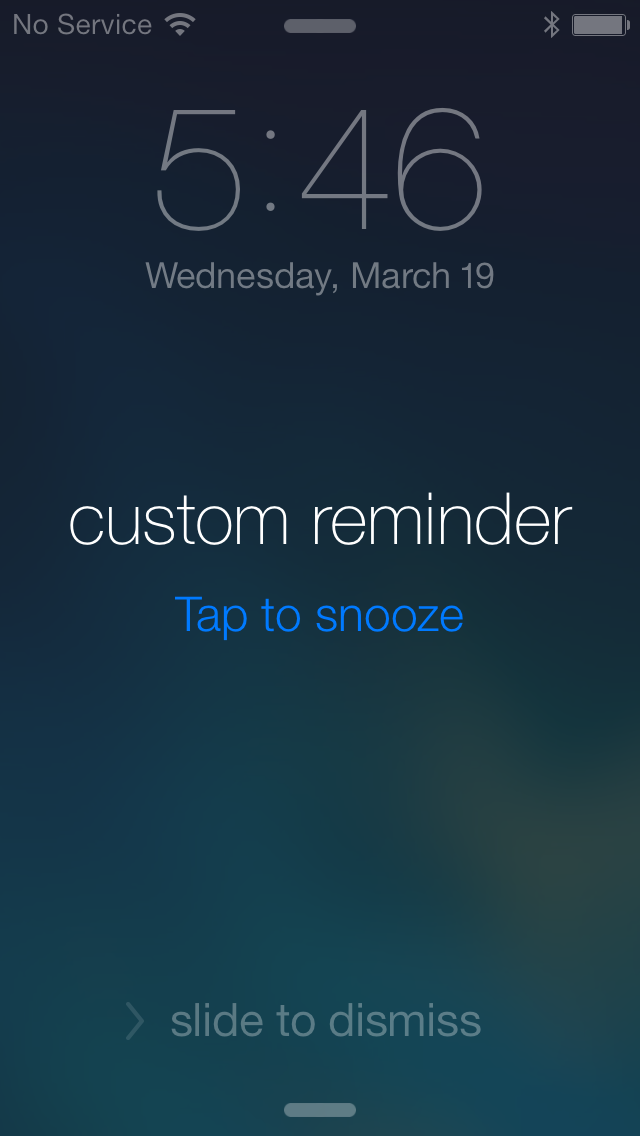 No Service
5:46
Wednesday, March 19
custom reminder
Tap to snooze
slide to dismiss